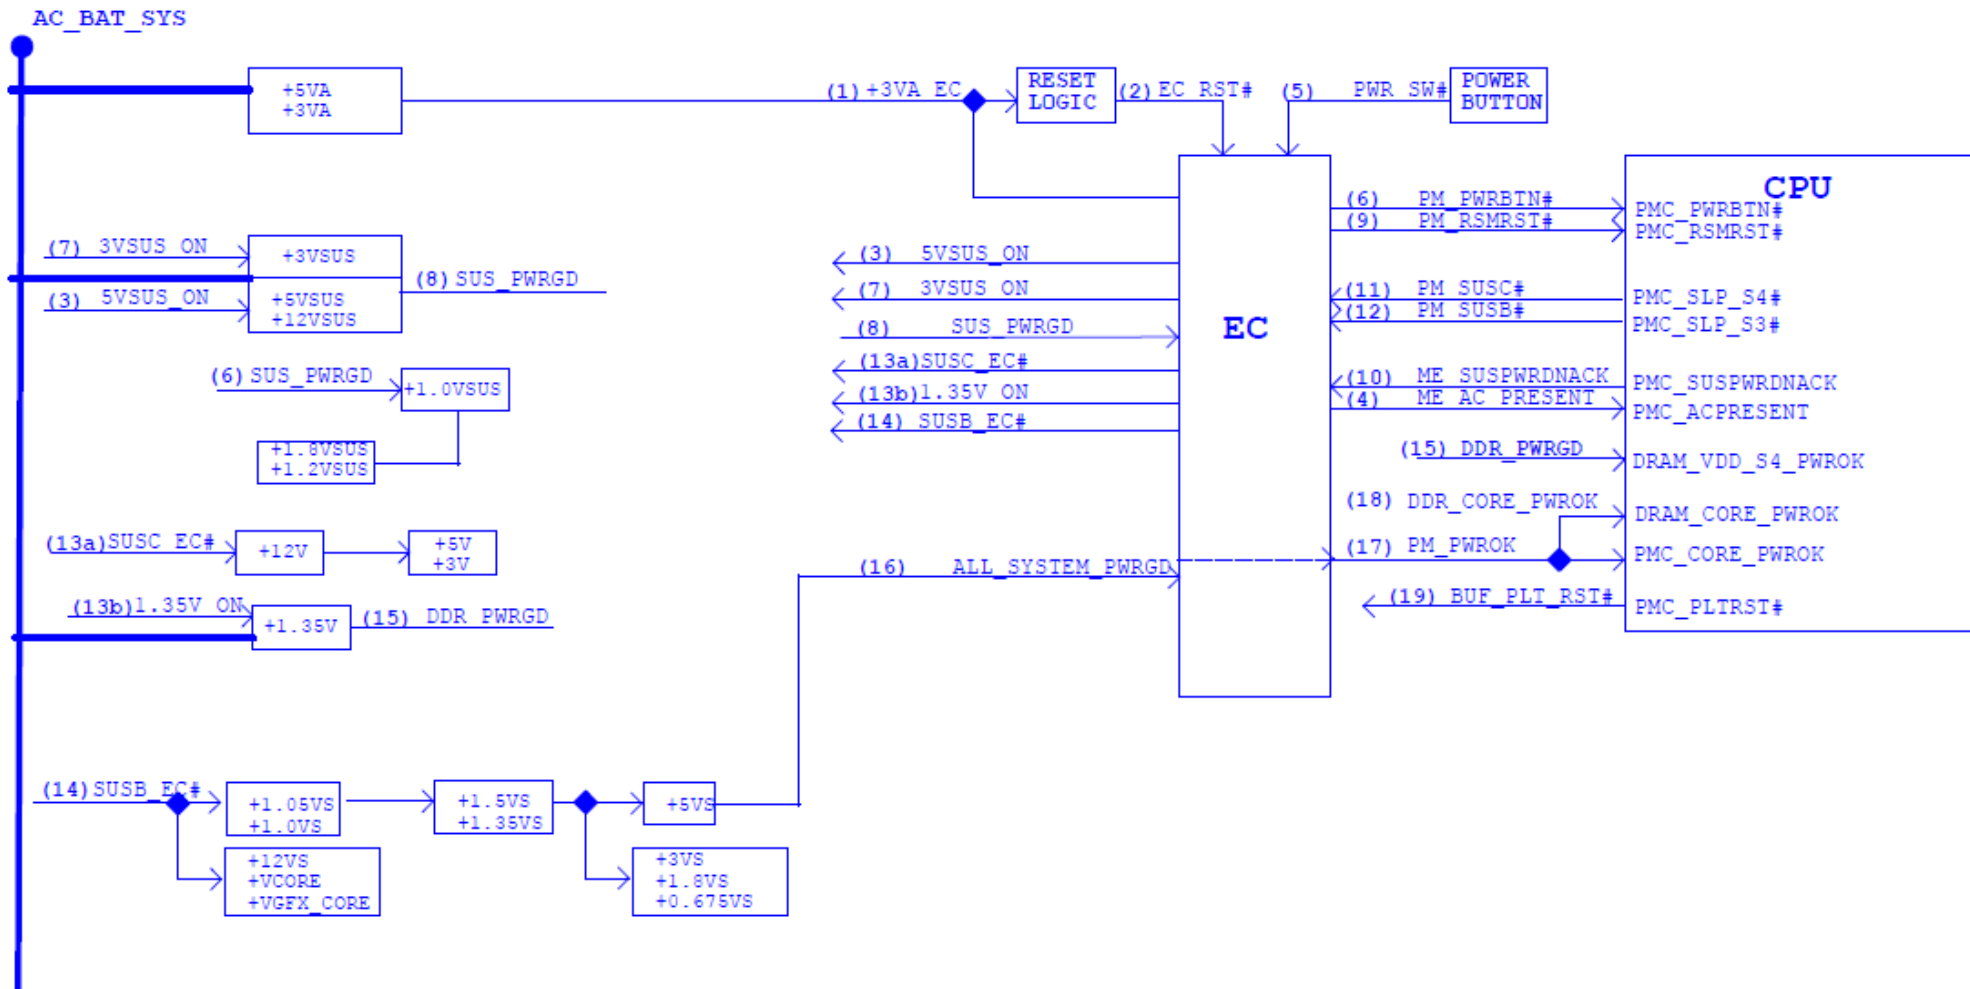 AC_BAT_SYS
+5VA
+3VA
(1) +3VA_EC
RESET
LOGIC
(2) EC_RST#
(5) PWR_SW#
POWER
BUTTON
(7) 3VSUS_ON
+3VSUS
(3) 5VSUS_ON
+5VSUS
+12VSUS
(8) SUS_PWRGD
(6) SUS_PWRGD
+1.0VSUS
+1.8VSUS
+1.2VSUS
(13a)SUSC_EC#
+12V
+5V
+3V
(13b)1.35V_ON
+1.35V
(15) DDR_PWRGD
(14)SUSB_EC#
+1.05VS
+1.0VS
+1.5VS
+1.35VS
+5VS
+12VS
+VCORE
+VGFX_CORE
+3VS
+1.8VS
+0.675VS
(3) 5VSUS_ON
(7) 3VSUS_ON
(8) SUS_PWRGD
(13a)SUSC_EC#
(13b)1.35V_ON
(14) SUSB_EC#
(16) ALL_SYSTEM_PWRGD
EC
(6) PM_PWRBTN#
(9) PM_RSMRST#
(11) PM_SUSC#
(12) PM_SUSB#
(10) ME_SUSPWRDNACK
(4) ME_AC_PRESENT
(15) DDR_PWRGD
(18) DDR_CORE_PWROK
(17) PM_PWROK
(19) BUF_PLT_RST#
CPU
PMC_PWRBTN#
PMC_RSMRST#
PMC_SLP_S4#
PMC_SLP_S3#
PMC_SUSPWRDNACK
PMC_ACPRESENT
DRAM_VDD_S4_PWROK
DRAM_CORE_PWROK
PMC_CORE_PWROK
PMC_PLTRST#